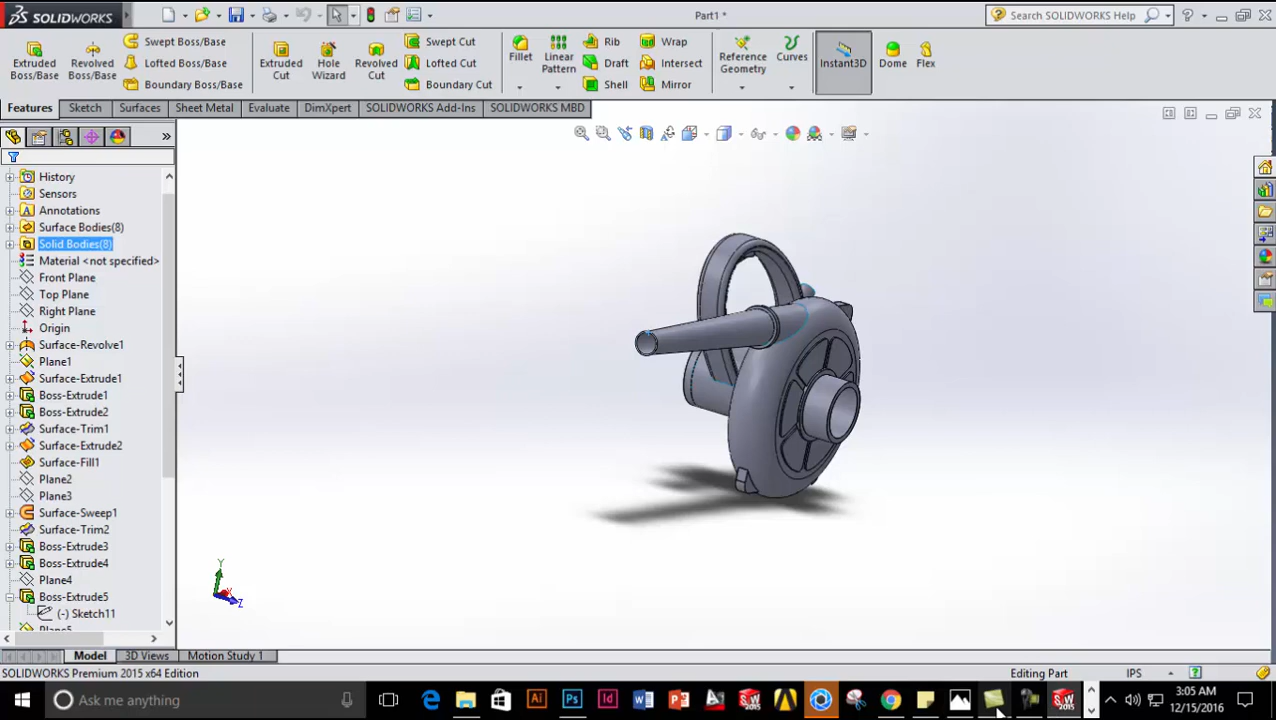 SOLIDWORKS
Part1 *
Search SOLIDWORKS Help
Extruded Boss/Base
Revolved Boss/Base
Swept Boss/Base
Lofted Boss/Base
Boundary Boss/Base
Extruded Cut
Hole Wizard
Revolved Cut
Swept Cut
Lofted Cut
Boundary Cut
Fillet
Linear Pattern
Rib
Draft
Shell
Wrap
Intersect
Mirror
Reference Geometry
Curves
Instant3D
Dome
Flex
Features
Sketch
Surfaces
Sheet Metal
Evaluate
DimXpert
SOLIDWORKS Add-Ins
SOLIDWORKS MBD
History
Sensors
Annotations
Surface Bodies(8)
Solid Bodies(8)
Material <not specified>
Front Plane
Top Plane
Right Plane
Origin
Surface-Revolve1
Plane1
Surface-Extrude1
Boss-Extrude1
Boss-Extrude2
Surface-Trim1
Surface-Extrude2
Surface-Fill1
Plane2
Plane3
Surface-Sweep1
Surface-Trim2
Boss-Extrude3
Boss-Extrude4
Plane4
Boss-Extrude5
(-) Sketch11
Y
X
Z
Model
3D Views
Motion Study 1
SOLIDWORKS Premium 2015 x64 Edition
Editing Part
IPS
Ask me anything
3:05 AM
12/15/2016